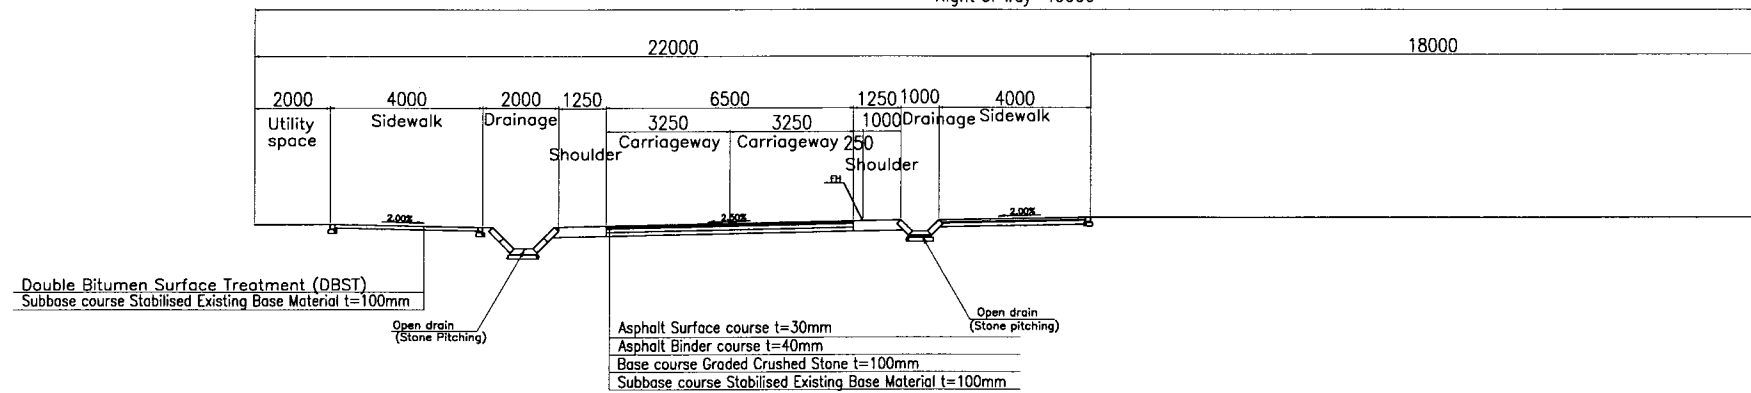 22000
18000
2000
4000
2000
1250
6500
1250
1000
4000
Utility
space
Sidewalk
Drainage
3250
3250
1000
Drainage
Sidewalk
Shoulder
Carriageway
Carriageway
250
Shoulder
FH
2.00%
2.50%
2.00%
Double Bitumen Surface Treatment (DBST)
Subbase course Stabilised Existing Base Material t=100mm
Open drain
(Stone Pitching)
Open drain
(Stone pitching)
Asphalt Surface course t=30mm
Asphalt Binder course t=40mm
Base course Graded Crushed Stone t=100mm
Subbase course Stabilised Existing Base Material t=100mm